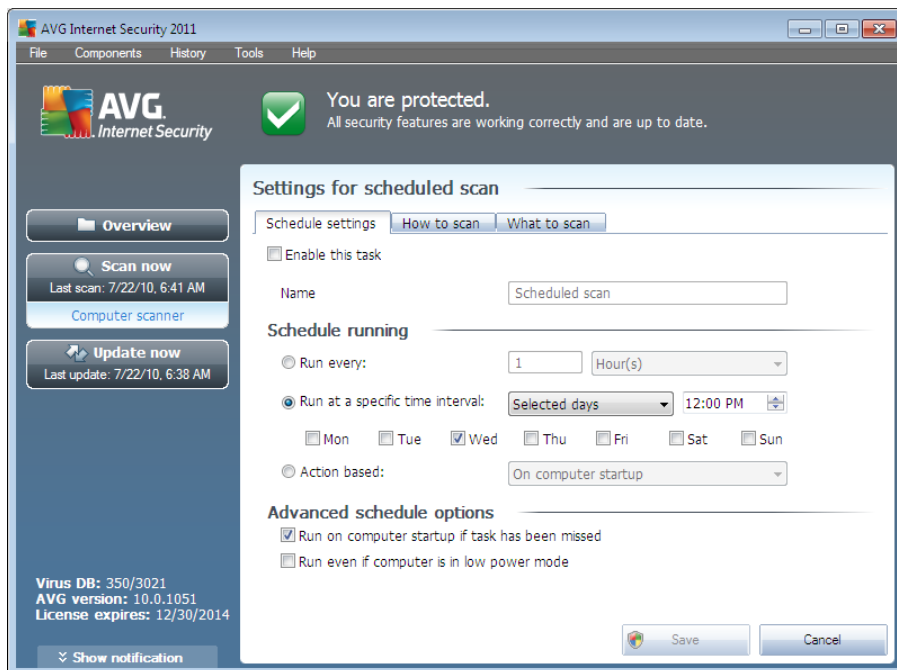 AVG Internet Security 2011
File Components History Tools Help
AVG.
Internet Security
You are protected.
All security features are working correctly and are up to date.
Overview
Scan now
Last scan: 7/22/10, 6:41 AM
Computer scanner
Update now
Last update: 7/22/10, 6:38 AM
Virus DB: 350/3021
AVG version: 10.0.1051
License expires: 12/30/2014
Show notification
Settings for scheduled scan
Schedule settings How to scan What to scan
Enable this task
Name Scheduled scan
Schedule running
Run every: 1 Hour(s)
Run at a specific time interval: Selected days 12:00 PM
Mon Tue Wed Thu Fri Sat Sun
Action based: On computer startup
Advanced schedule options
Run on computer startup if task has been missed
Run even if computer is in low power mode
Save Cancel